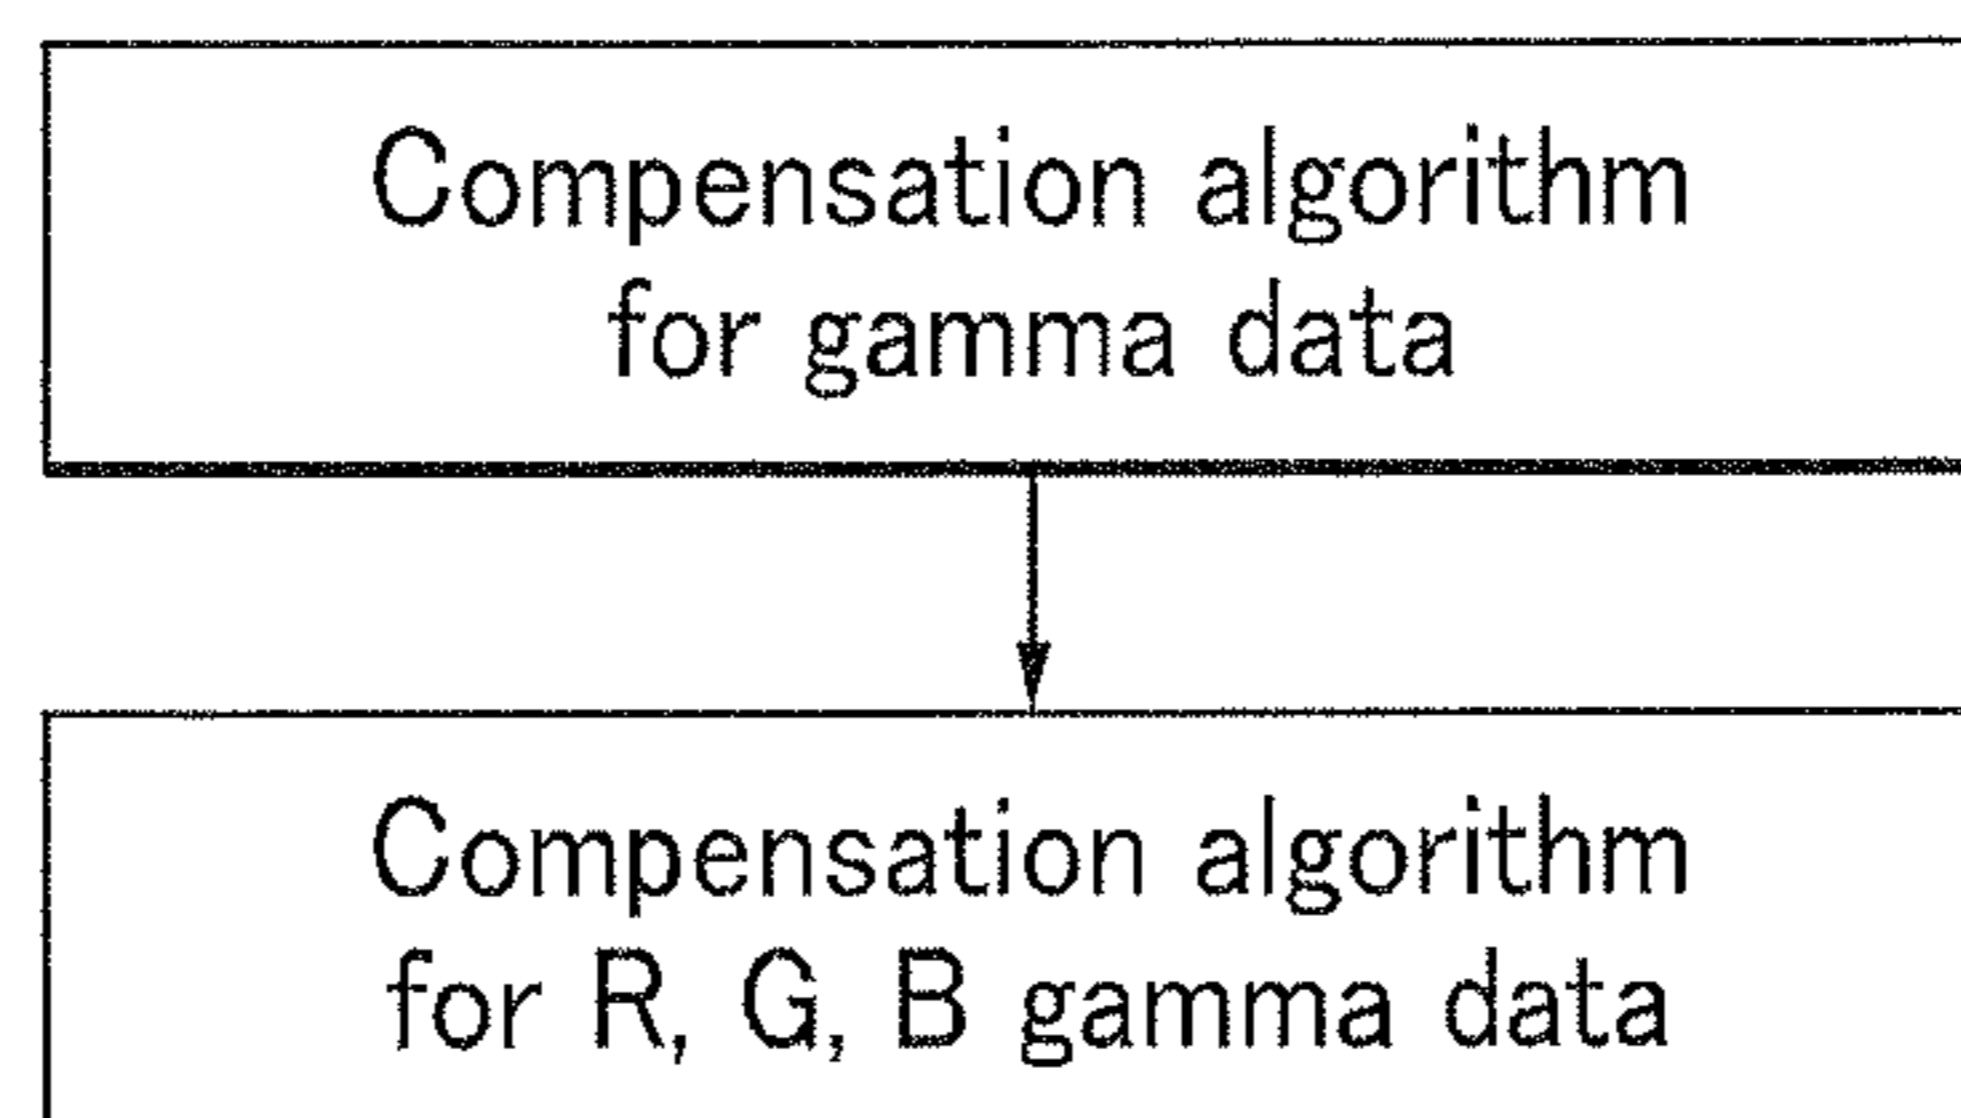 Compensation algorithm
for gamma data
Compensation algorithm
for R, G, B gamma data